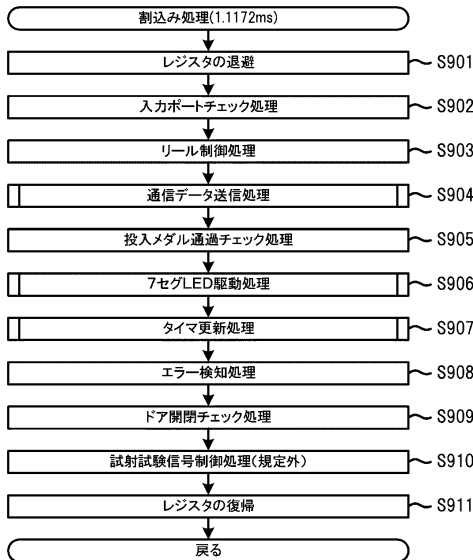 割込み処理(1.1172ms)
レジスタの退避 S901
入力ポートチェック処理 S902
リール制御処理 S903
通信データ送信処理 S904
投入メダル通過チェック処理 S905
7セグLED駆動処理 S906
タイマ更新処理 S907
エラー検知処理 S908
ドア開閉チェック処理 S909
試射試験信号制御処理(規定外) S910
レジスタの復帰 S911
戻る